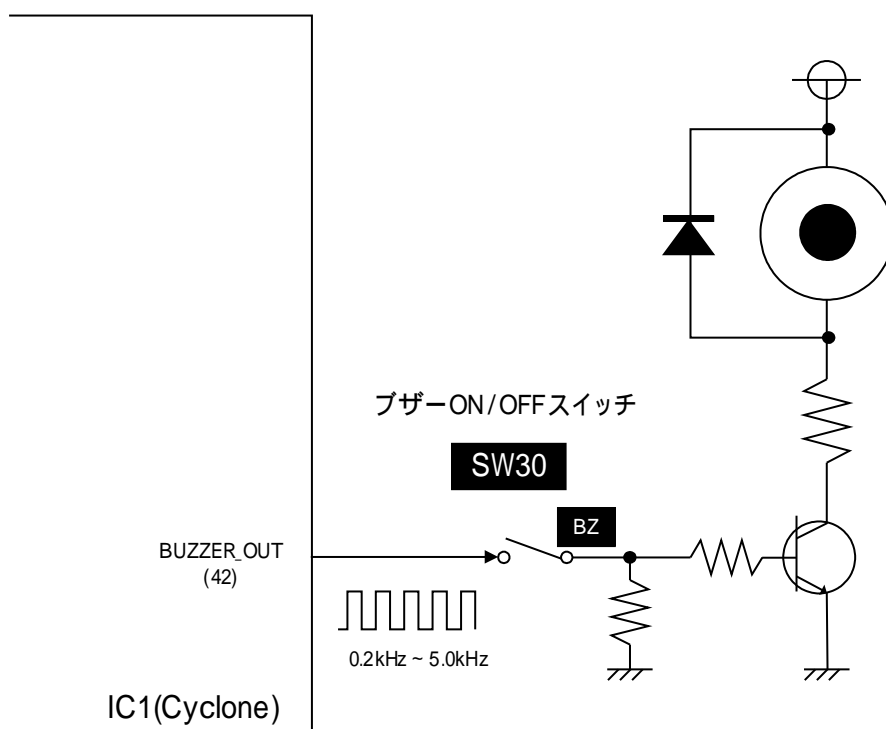 ブザーON/OFFスイッチ
SW30
BZ
BUZZER_OUT
(42)
0.2kHz ~ 5.0kHz
IC1(Cyclone)